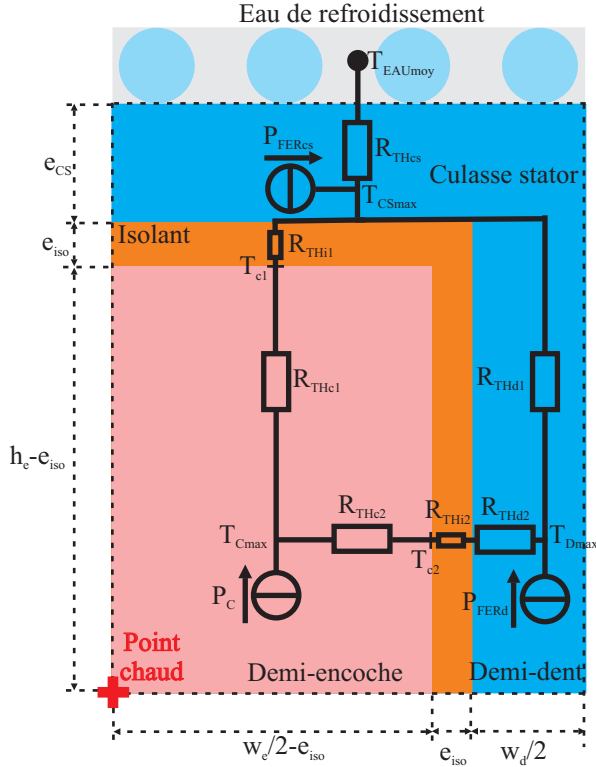 Eau de refroidissement
T_EAUmoy
P_FERcs
R_THcs
e_CS
Culasse stator
T_CSmax
Isolant
e_iso
R_THi1
T_c1
R_THc1
R_THd1
h_e-e_iso
R_THc2
R_THi2
R_THd2
T_Cmax
T_c2
T_Dmax
P_C
P_FERd
Point
chaud
Demi-encoche
Demi-dent
w_e/2-e_iso
e_iso
w_d/2